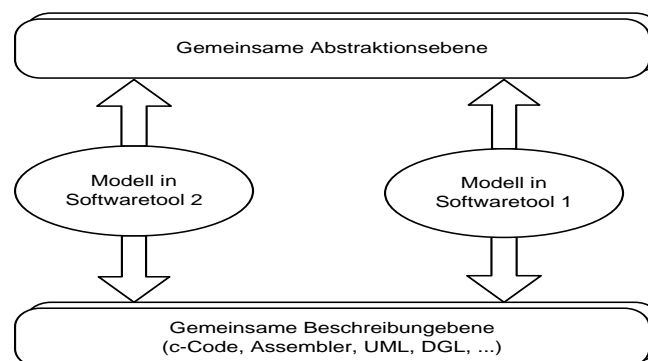 Gemeinsame Abstraktionsebene
Modell in
Softwaretool 2
Modell in
Softwaretool 1
Gemeinsame Beschreibungebene
(c-Code, Assembler, UML, DGL, ...)